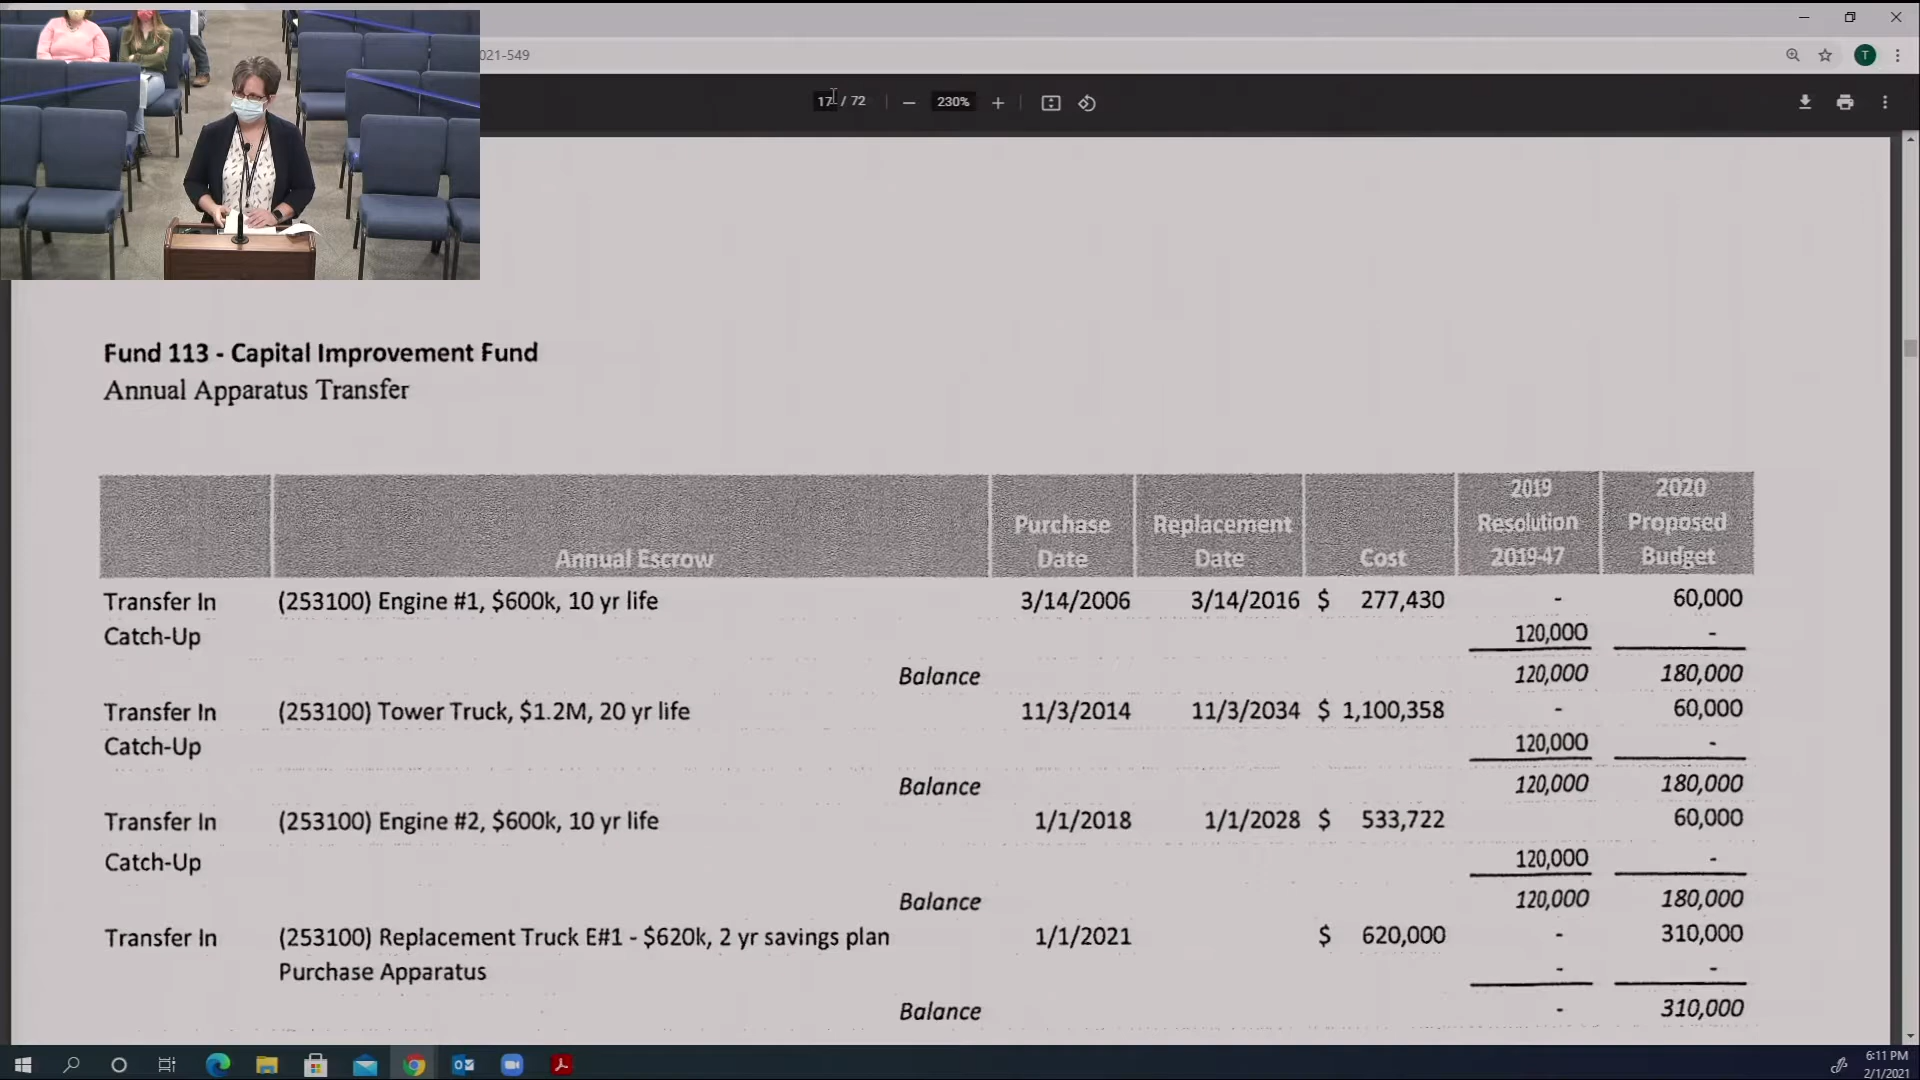 021-549
T
17 / 72
230%
Fund 113 - Capital Improvement Fund
Annual Apparatus Transfer
Annual Escrow Purchase Date Replacement Date Cost 2019 Resolution 2019-47 2020 Proposed Budget
Transfer In (253100) Engine #1, $600k, 10 yr life 3/14/2006 3/14/2016 $ 277,430 - 60,000
Catch-Up 120,000 -
Balance 120,000 180,000
Transfer In (253100) Tower Truck, $1.2M, 20 yr life 11/3/2014 11/3/2034 $ 1,100,358 - 60,000
Catch-Up 120,000 -
Balance 120,000 180,000
Transfer In (253100) Engine #2, $600k, 10 yr life 1/1/2018 1/1/2028 $ 533,722 60,000
Catch-Up 120,000 -
Balance 120,000 180,000
Transfer In (253100) Replacement Truck E#1 - $620k, 2 yr savings plan 1/1/2021 $ 620,000 - 310,000
Purchase Apparatus - -
Balance - 310,000
6:11 PM
2/1/2021